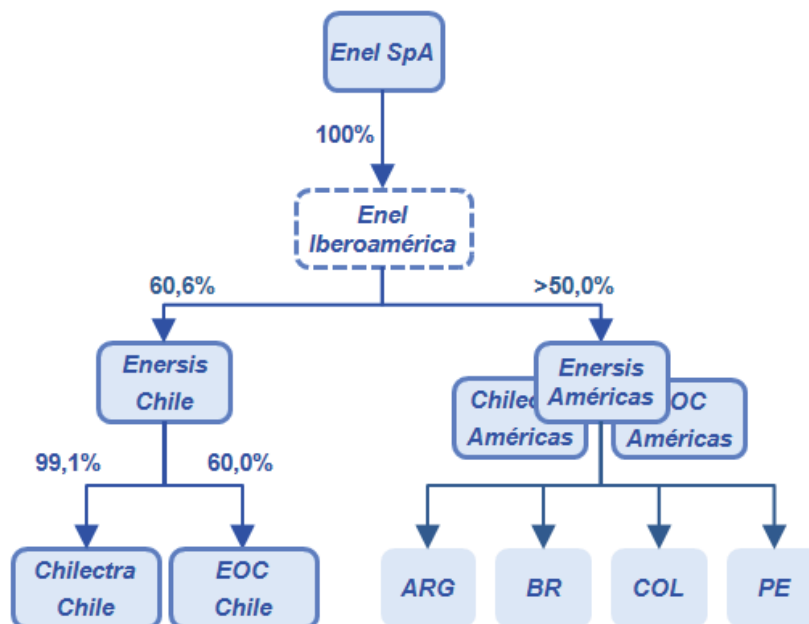 Enel SpA
100%
Enel
Iberoamérica
60,6%
>50,0%
Enersis
Chile
Enersis
Américas
Américas
Américas
99,1%
60,0%
Chilectra
Chile
EOC
Chile
ARG
BR
COL
PE